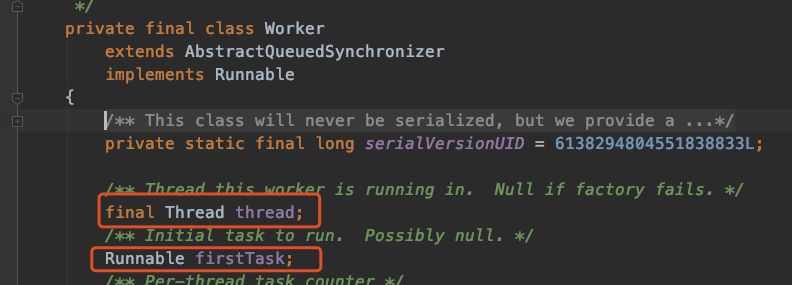 */
private final class Worker
extends AbstractQueuedSynchronizer
implements Runnable
{
/** This class will never be serialized, but we provide a ...*/
private static final long serialVersionUID = 6138294804551838833L;
/** Thread this worker is running in.  Null if factory fails. */
final Thread thread;
/** Initial task to run.  Possibly null. */
Runnable firstTask;
/** Per-thread task counter */